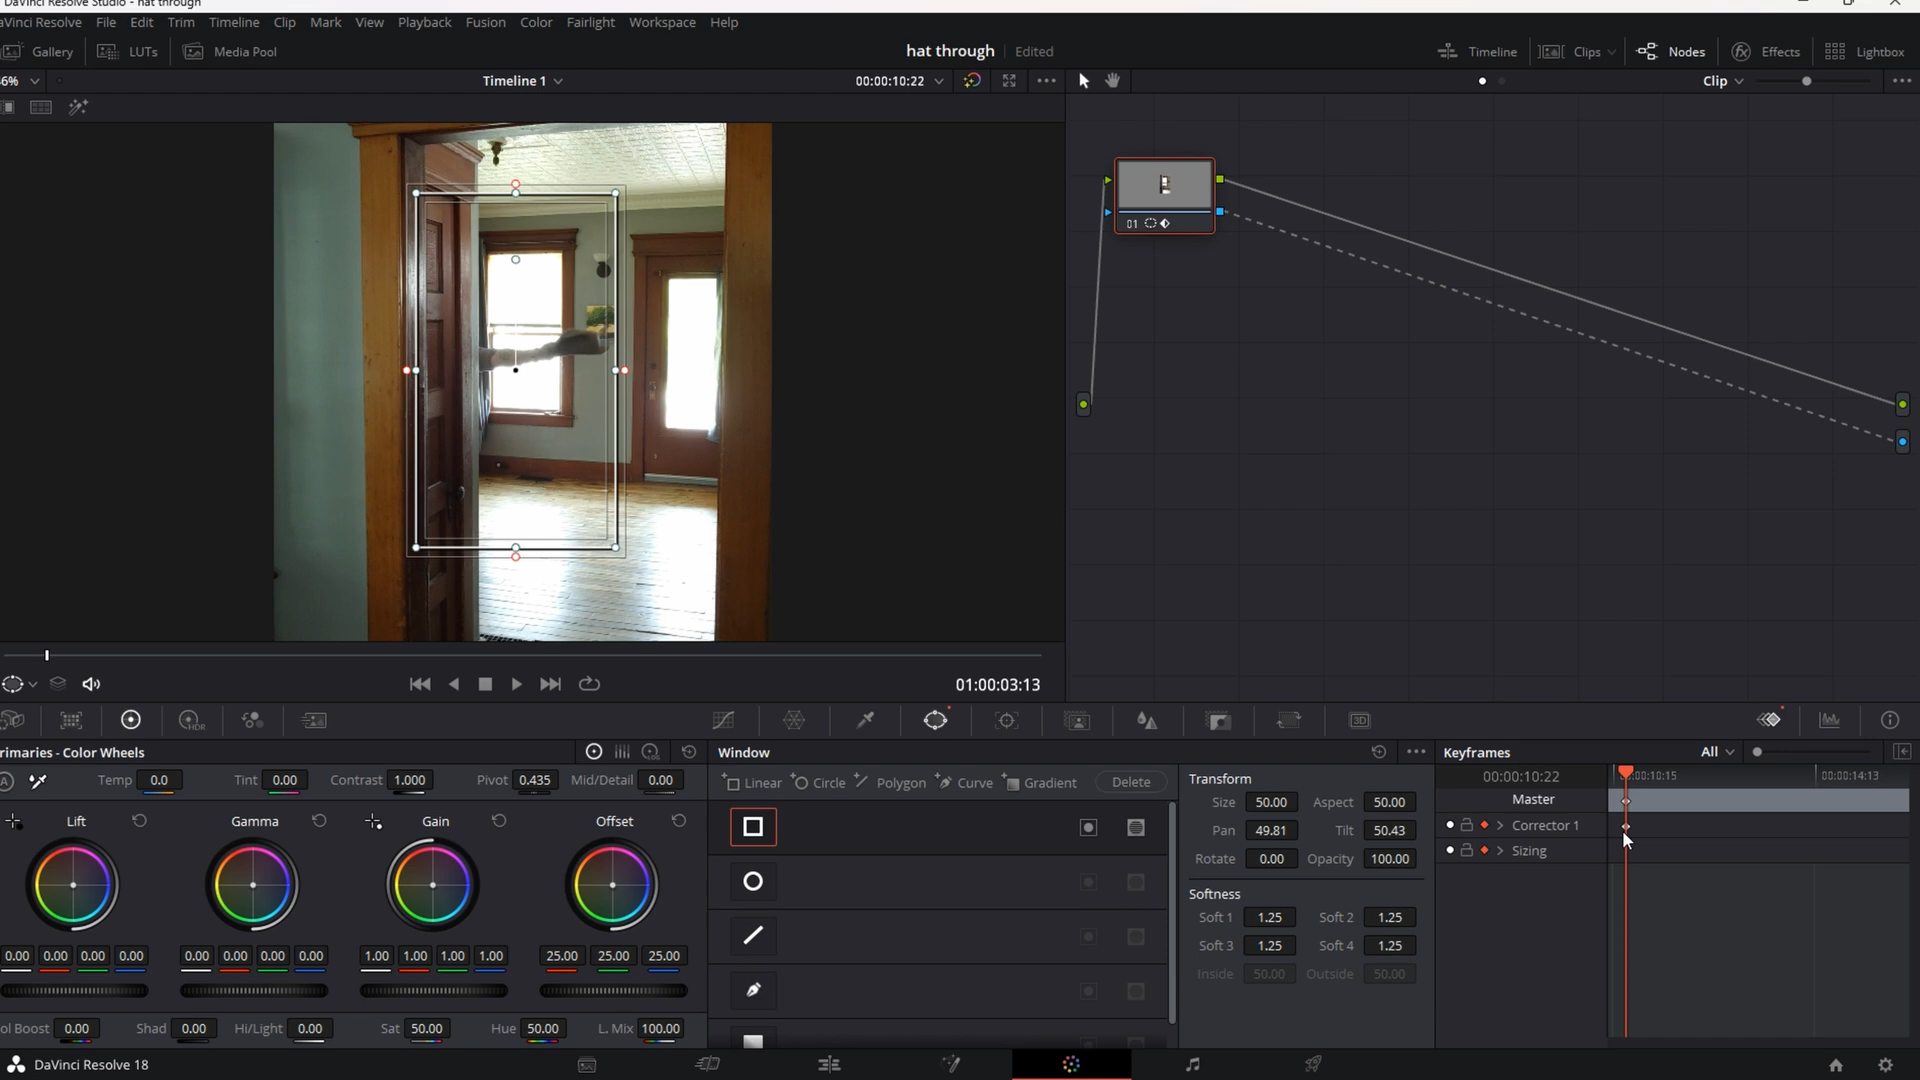 DaVinci Resolve Studio - hat through
aVinci Resolve File Edit Trim Timeline Clip Mark View Playback Fusion Color Fairlight Workspace Help
Gallery LUTs Media Pool hat through Edited Timeline Clips Nodes Effects Lightbox
6% Timeline 1 00:00:10:22 Clip
01
01:00:03:13
HDR
3D
rimaries - Color Wheels Window Keyframes All
A Temp 0.0 Tint 0.00 Contrast 1.000 Pivot 0.435 Mid/Detail 0.00
Linear Circle Polygon Curve Gradient Delete
Transform
00:00:10:22 00:00:10:15 00:00:14:13
Size 50.00 Aspect 50.00
Master
Lift Gamma Gain Offset
Pan 49.81 Tilt 50.43
Corrector 1
Rotate 0.00 Opacity 100.00
Sizing
Softness
Soft 1 1.25 Soft 2 1.25
Soft 3 1.25 Soft 4 1.25
0.00 0.00 0.00 0.00 0.00 0.00 0.00 0.00 1.00 1.00 1.00 1.00 25.00 25.00 25.00
Inside 50.00 Outside 50.00
ol Boost 0.00 Shad 0.00 Hi/Light 0.00 Sat 50.00 Hue 50.00 L. Mix 100.00
DaVinci Resolve 18